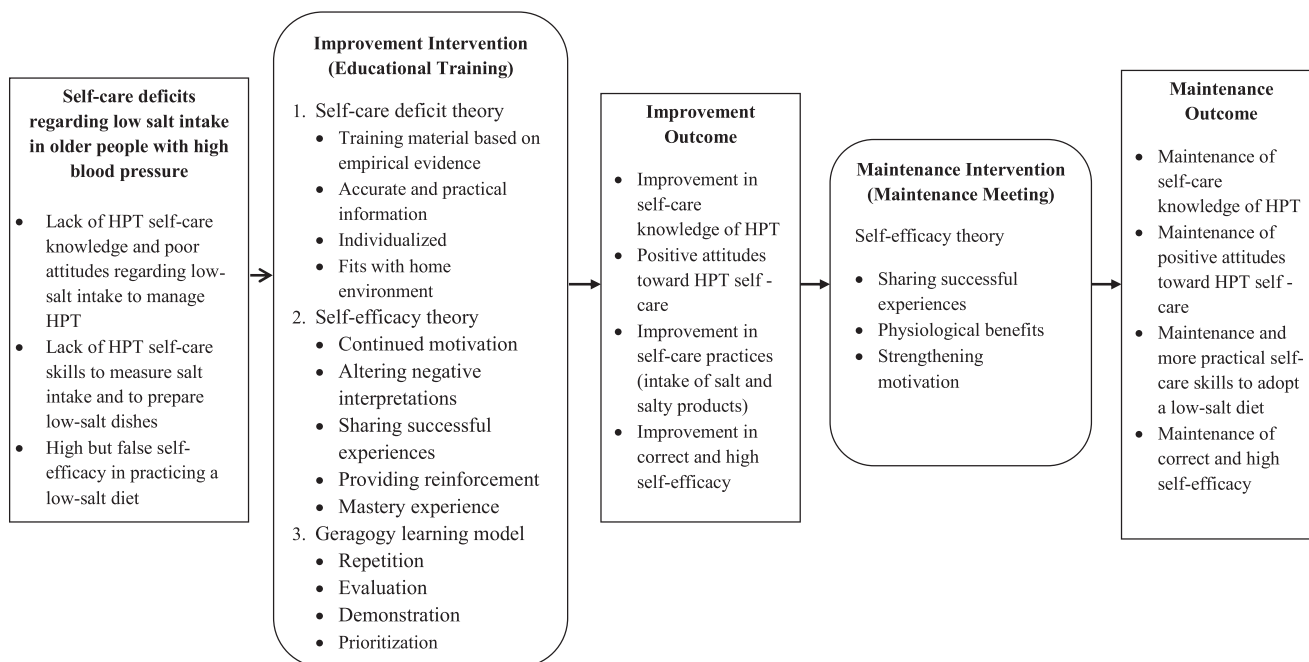 Self-care deficits
regarding low salt intake
in older people with high
blood pressure
• Lack of HPT self-care
knowledge and poor
attitudes regarding low-
salt intake to manage
HPT
• Lack of HPT self-care
skills to measure salt
intake and to prepare
low-salt dishes
• High but false self-
efficacy in practicing a
low-salt diet
Improvement Intervention
(Educational Training)
1. Self-care deficit theory
• Training material based on
empirical evidence
• Accurate and practical
information
• Individualized
• Fits with home
environment
2. Self-efficacy theory
• Continued motivation
• Altering negative
interpretations
• Sharing successful
experiences
• Providing reinforcement
• Mastery experience
3. Geragogy learning model
• Repetition
• Evaluation
• Demonstration
• Prioritization
Improvement
Outcome
• Improvement in
self-care
knowledge of HPT
• Positive attitudes
toward HPT self -
care
• Improvement in
self-care practices
(intake of salt and
salty products)
• Improvement in
correct and high
self-efficacy
Maintenance Intervention
(Maintenance Meeting)
Self-efficacy theory
• Sharing successful
experiences
• Physiological benefits
• Strengthening
motivation
Maintenance
Outcome
• Maintenance of
self-care
knowledge of HPT
• Maintenance of
positive attitudes
toward HPT self -
care
• Maintenance and
more practical self-
care skills to adopt
a low-salt diet
• Maintenance of
correct and high
self-efficacy